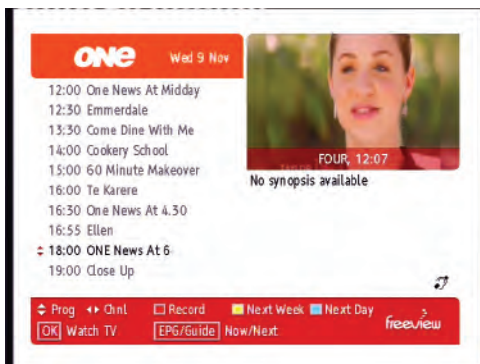 ONE Wed 9 Nov
12:00 One News At Midday
12:30 Emmerdale
13:30 Come Dine With Me
14:00 Cookery School
15:00 60 Minute Makeover
16:00 Te Karere
16:30 One News At 4.30
16:55 Ellen
18:00 ONE News At 6
19:00 Close Up
FOUR, 12:07
No synopsis available
Prog Chnl Record Next Week Next Day
OK Watch TV EPG/Guide Now/Next
freeview